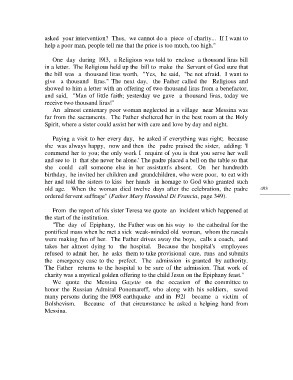 asked your intervention? Thus, we cannot do a piece of charity... If I want to
help a poor man, people tell me that the price is too much, too high."
One day during 1913, a Religious was told to enclose a thousand liras bill
in a letter. The Religious held up the bill to make the Servant of God sure that
the bill was a thousand liras worth. "Yes, he said, "be not afraid. I want to
give a thousand liras." The next day, the Father called the Religious and
showed to him a letter with an offering of two thousand liras from a benefactor,
and said, "Man of little faith; yesterday we gave a thousand liras, today we
receive two thousand liras!"
An almost centenary poor woman neglected in a village near Messina was
far from the sacraments. The Father sheltered her in the best room at the Holy
Spirit, where a sister could assist her with care and love by day and night.
Paying a visit to her every day, he asked if everything was right; because
she was always happy, now and then the padre praised the sister, adding: 'I
commend her to you; the only work I require of you is that you serve her well
and see to it that she never be alone.' The padre placed a bell on the table so that
she could call someone else in her assistant's absence. On her hundredth
birthday, he invited her children and grandchildren, who were poor, to eat with
her and told the sisters to kiss her hands in homage to God who granted such
old age. When the woman died twelve days after the celebration, the padre
ordered fervent suffrage" (Father Mary Hannibal Di Francia, page 349).
From the report of his sister Teresa we quote an incident which happened at
the start of the institution.
"The day of Epiphany, the Father was on his way to the cathedral for the
pontifical mass when he met a sick weak-minded old woman, whom the rascals
were making fun of her. The Father drives away the boys, calls a coach, and
takes her almost dying to the hospital. Because the hospital's employees
refused to admit her, he asks them to take provisional care, runs and submits
the emergency case to the prefect. The admission is granted by authority.
The Father returns to the hospital to be sure of the admission. That work of
charity was a mystical golden offering to the child Jesus on the Epiphany feast."
We quote the Messina Gazette on the occasion of the committee to
honor the Russian Admiral Ponomareff, who along with his soldiers, saved
many persons during the 1908 earthquake and in 1921 became a victim of
Bolshevism. Because of that circumstance he asked a helping hand from
Messina.